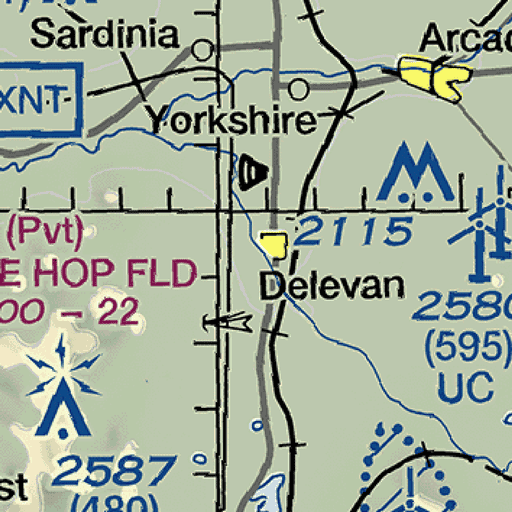 Sardinia
Arcad
XNT
Yorkshire
(Pvt)
2115
E HOP FLD
Delevan
00 - 22
2580
(595)
UC
2587
st
(480)